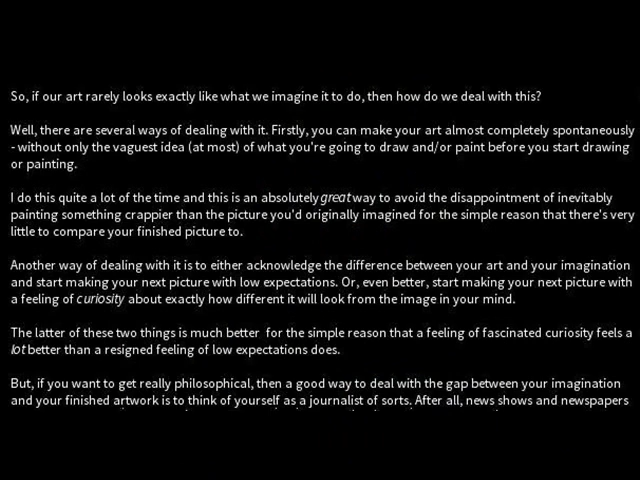 So, if our art rarely looks exactly like what we imagine it to do, then how do we deal with this?
Well, there are several ways of dealing with it. Firstly, you can make your art almost completely spontaneously
- without only the vaguest idea (at most) of what you're going to draw and/or paint before you start drawing
or painting.
I do this quite a lot of the time and this is an absolutely great way to avoid the disappointment of inevitably
painting something crappier than the picture you'd originally imagined for the simple reason that there's very
little to compare your finished picture to.
Another way of dealing with it is to either acknowledge the difference between your art and your imagination
and start making your next picture with low expectations. Or, even better, start making your next picture with
a feeling of curiosity about exactly how different it will look from the image in your mind.
The latter of these two things is much better for the simple reason that a feeling of fascinated curiosity feels a
lot better than a resigned feeling of low expectations does.
But, if you want to get really philosophical, then a good way to deal with the gap between your imagination
and your finished artwork is to think of yourself as a journalist of sorts. After all, news shows and newspapers